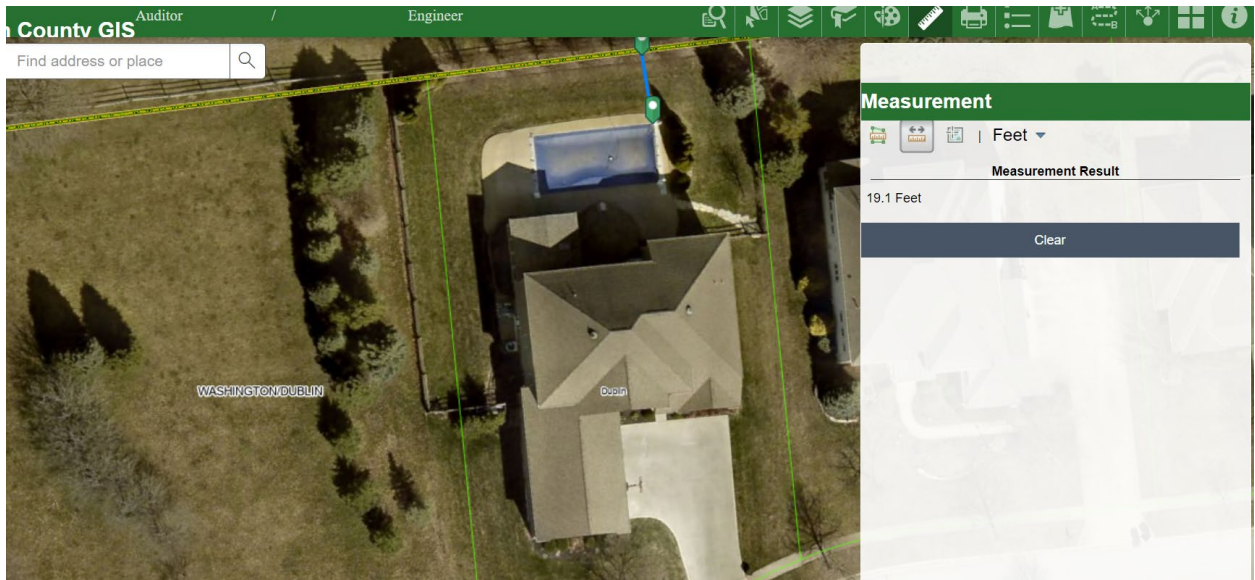 Auditor / Engineer
County GIS
Find address or place
Measurement
| Feet
Measurement Result
19.1 Feet
Clear
WASHINGTON/DUBLIN
Dublin